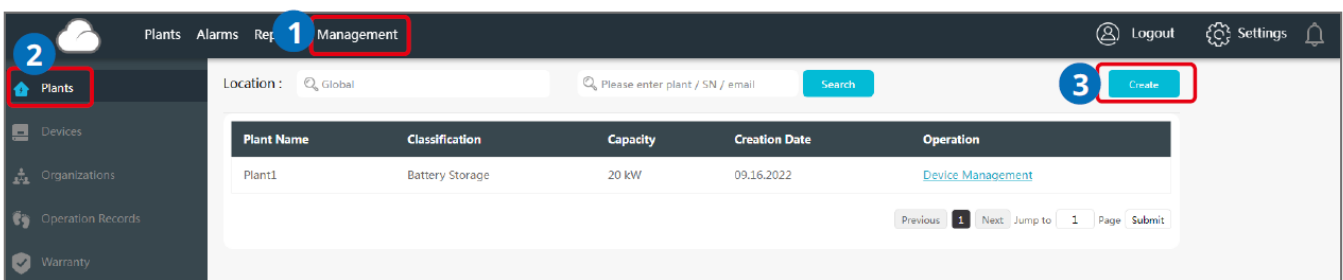 Plants Alarms Rep 1 Management Logout Settings
2
Plants
Location : Global Please enter plant / SN / email Search 3 Create
Devices
Plant Name Classification Capacity Creation Date Operation
Organizations
Plant1 Battery Storage 20 kW 09.16.2022 Device Management
Operation Records
Previous 1 Next Jump to 1 Page Submit
Warranty